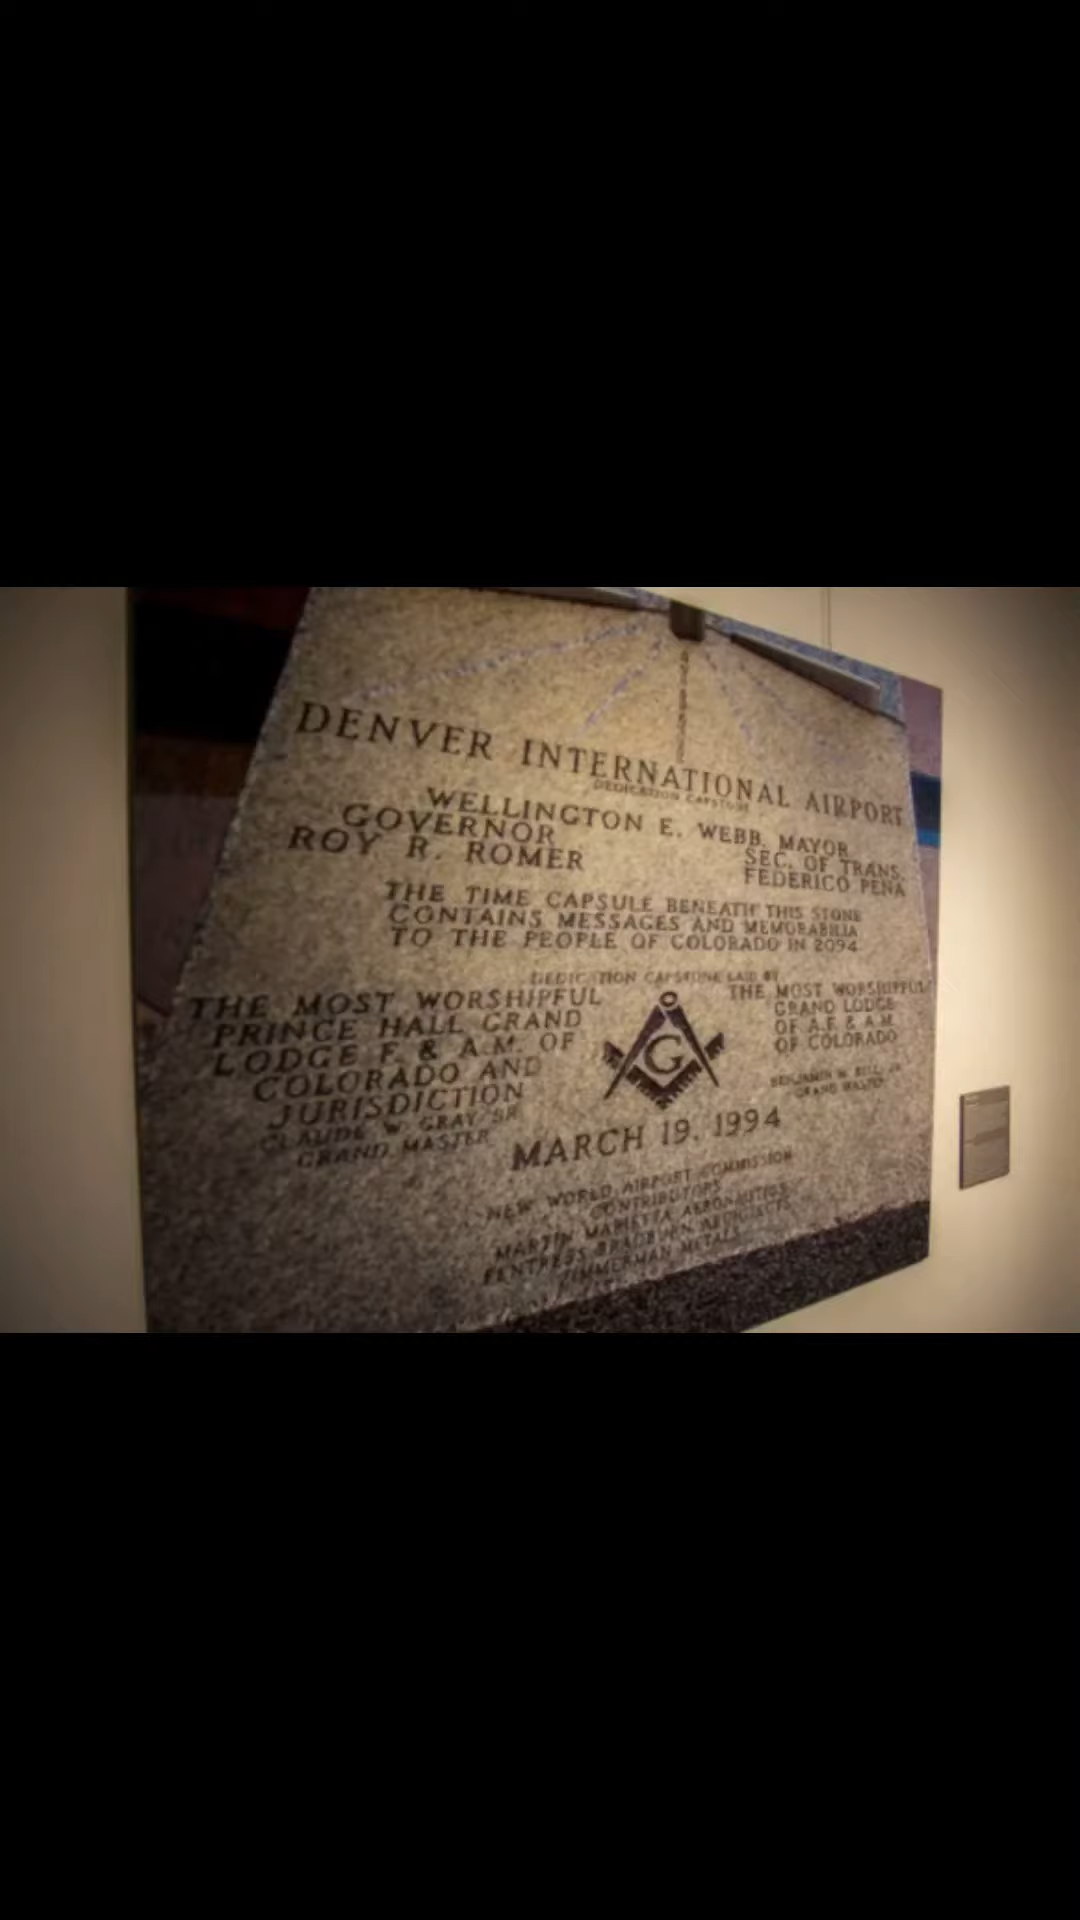 DENVER INTERNATIONAL AIRPORT
DEDICATION CAPSTONE
WELLINGTON E. WEBB, MAYOR
GOVERNOR
ROY R. ROMER
SEC. OF TRANS.
FEDERICO PENA
THE TIME CAPSULE BENEATH THIS STONE
CONTAINS MESSAGES AND MEMORABILIA
TO THE PEOPLE OF COLORADO IN 2094
DEDICATION CAPSTONE LAID BY
THE MOST WORSHIPFUL
PRINCE HALL GRAND
LODGE F. & A.M. OF
COLORADO AND
JURISDICTION
CLAUDE W. GRAY SR.
GRAND MASTER
G
THE MOST WORSHIPFUL
GRAND LODGE
OF A.F. & A.M.
OF COLORADO
BENJAMIN H. BELL, JR.
GRAND MASTER
MARCH 19, 1994
NEW WORLD AIRPORT COMMISSION
CONTRIBUTORS
MARTIN MARIETTA AERONAUTICS
FENTRESS BRADBURN ARCHITECTS
ZIMMERMAN METALS